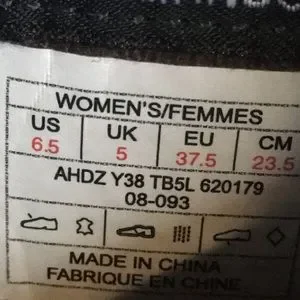 WOMEN'S/FEMMES
US UK EU CM
6.5 5 37.5 23.5
AHDZ Y38 TB5L 620179
08-093
MADE IN CHINA
FABRIQUE EN CHINE